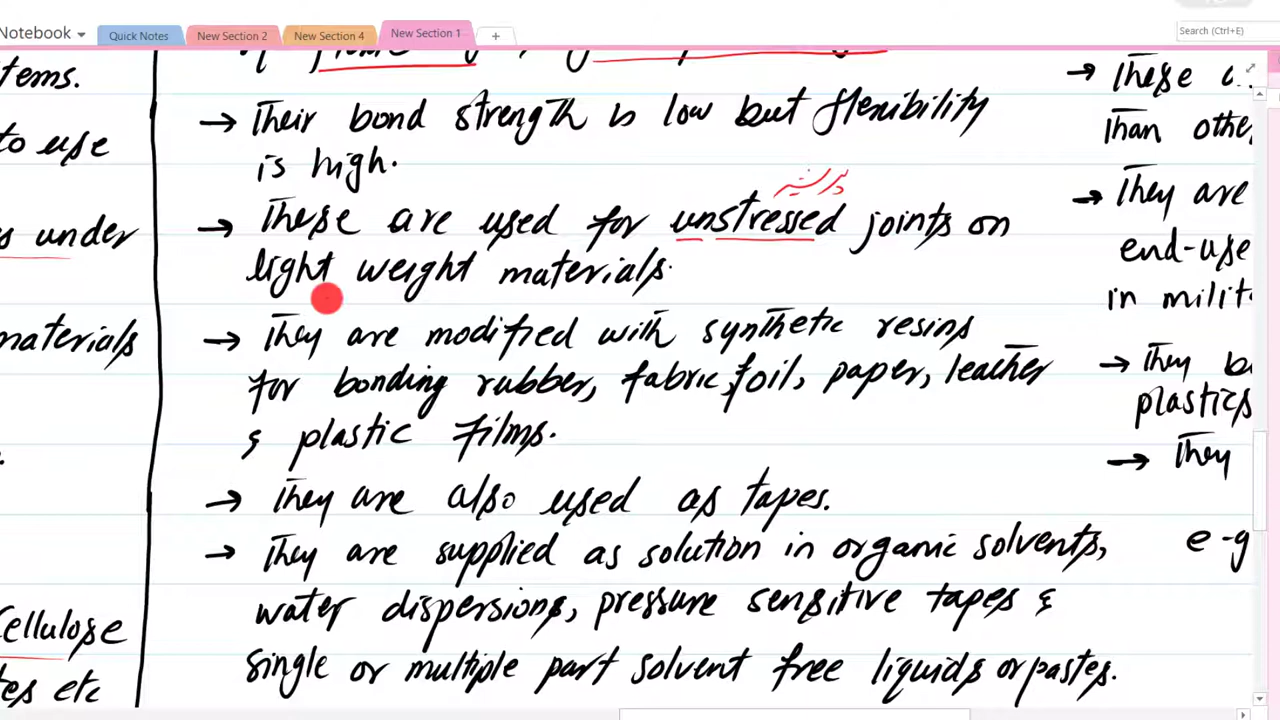 Notebook
Quick Notes
New Section 2
New Section 4
New Section 1
+
Search (Ctrl+E)
tems.
to use
s under
materials
Cellulose
tes etc
→ Their bond strength is low but flexibility
is high.
→ These are used for unstressed joints on
light weight materials.
→ They are modified with synthetic resins
for bonding rubber, fabric, foil, paper, leather
& plastic films.
→ They are also used as tapes.
→ They are supplied as solution in organic solvents,
water dispersions, pressure sensitive tapes &
single or multiple part solvent free liquids or pastes.
→ These
Than othe
→ They are
end-use
in milit
→ They
plastics
→ They
e-g